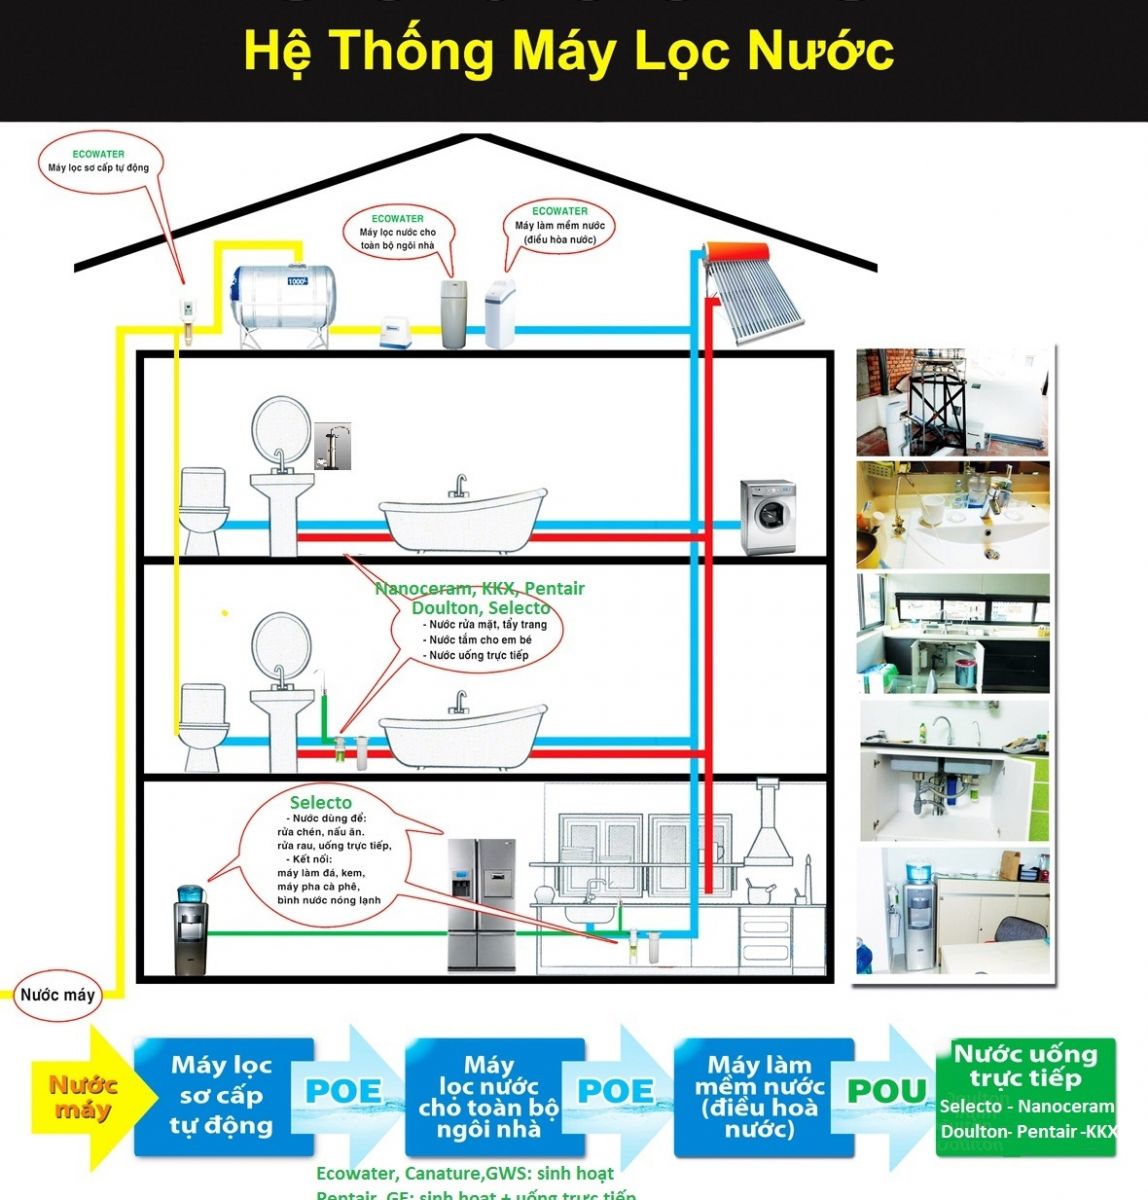 Hệ Thống Máy Lọc Nước
ECOWATER
Máy lọc sơ cấp tự động
ECOWATER
Máy lọc nước cho
toàn bộ ngôi nhà
ECOWATER
Máy làm mềm nước
(điều hòa nước)
1000
Nanoceram, KKX, Pentair
Doulton, Selecto
- Nước rửa mặt, tẩy trang
- Nước tắm cho em bé
- Nước uống trực tiếp
Selecto
- Nước dùng để:
rửa chén, nấu ăn.
rửa rau, uống trực tiếp,
- Kết nối:
máy làm đá, kem,
máy pha cà phê,
bình nước nóng lạnh
Nước máy
Nước
máy
Máy lọc
sơ cấp
tự động
POE
Máy
lọc nước
cho toàn bộ
ngôi nhà
POE
Máy làm
mềm nước
(điều hoà
nước)
POU
Nước uống
trực tiếp
Selecto - Nanoceram
Doulton- Pentair -KKX
Ecowater, Canature,GWS: sinh hoạt
Pentair, GE: sinh hoạt + uống trực tiếp